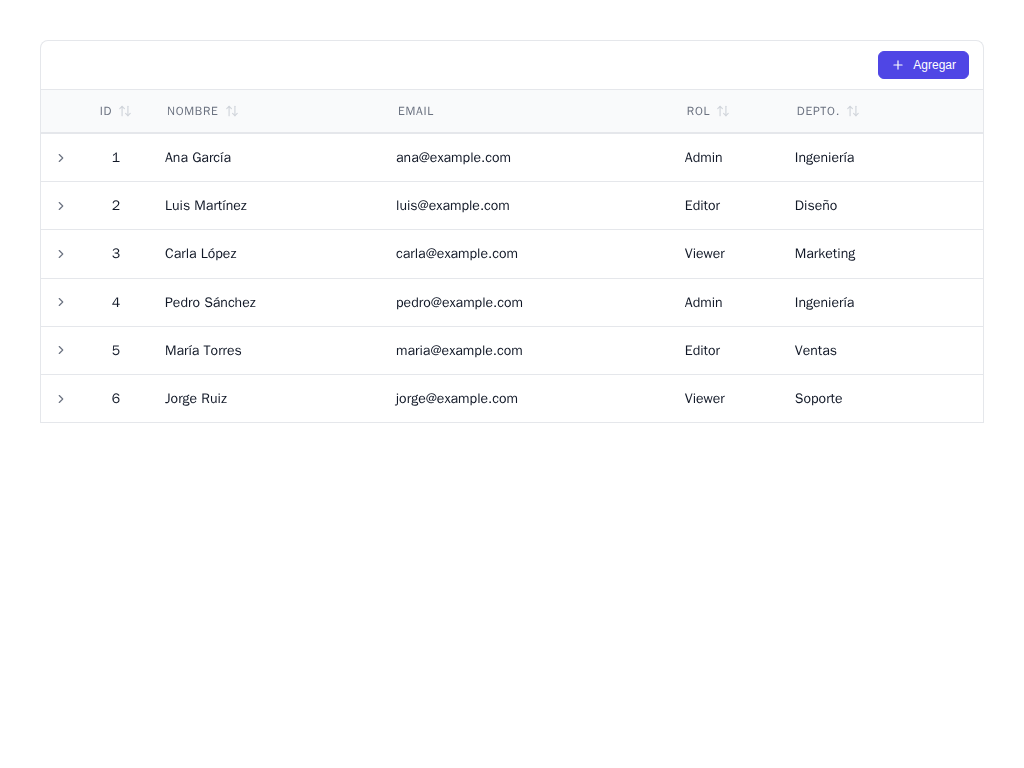 Agregar
ID NOMBRE EMAIL ROL DEPTO.
1 Ana García ana@example.com Admin Ingeniería
2 Luis Martínez luis@example.com Editor Diseño
3 Carla López carla@example.com Viewer Marketing
4 Pedro Sánchez pedro@example.com Admin Ingeniería
5 María Torres maria@example.com Editor Ventas
6 Jorge Ruiz jorge@example.com Viewer Soporte